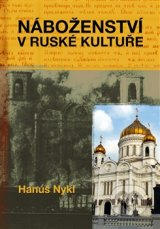 NÁBOŽENSTVÍ
V RUSKÉ KULTUŘE
Hanuš Nykl